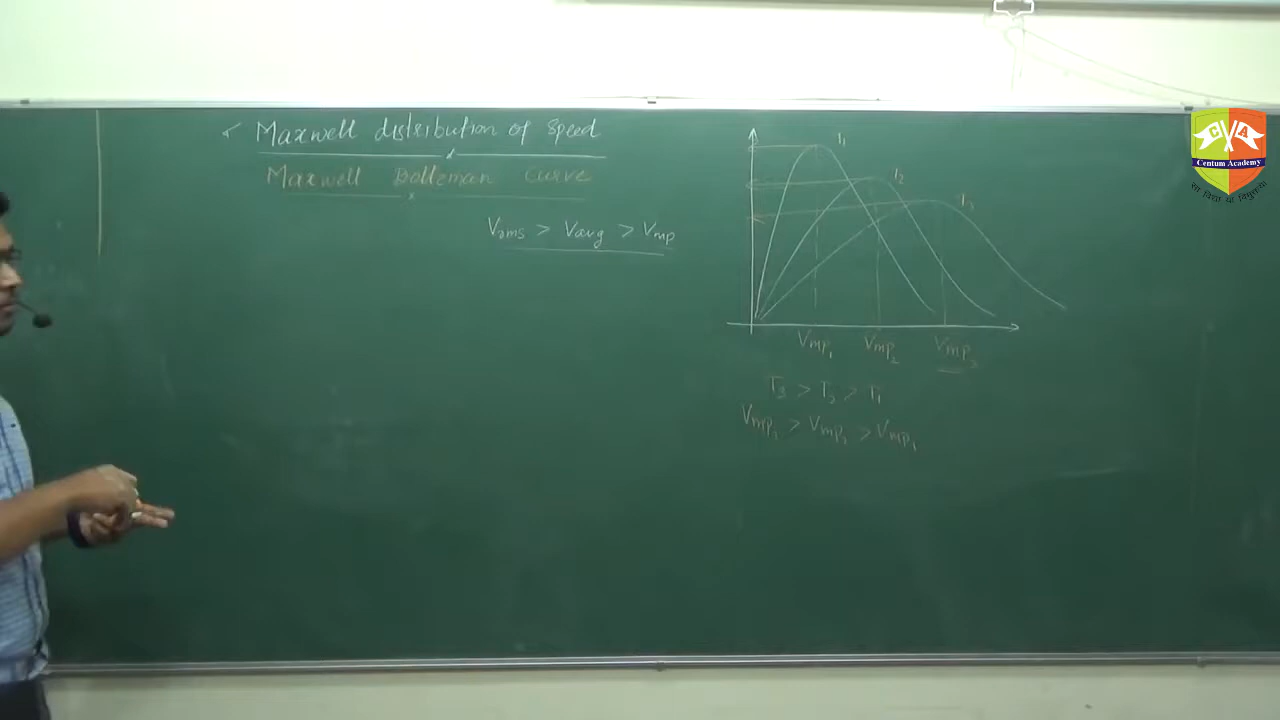 Maxwell distribution of speed
Maxwell Boltzman Curve
Vrms > Vavg > Vmp
T1
T2
T3
Vmp1 Vmp2 Vmp3
T3 > T2 > T1
Vmp3 > Vmp2 > Vmp1
C A
Centum Academy